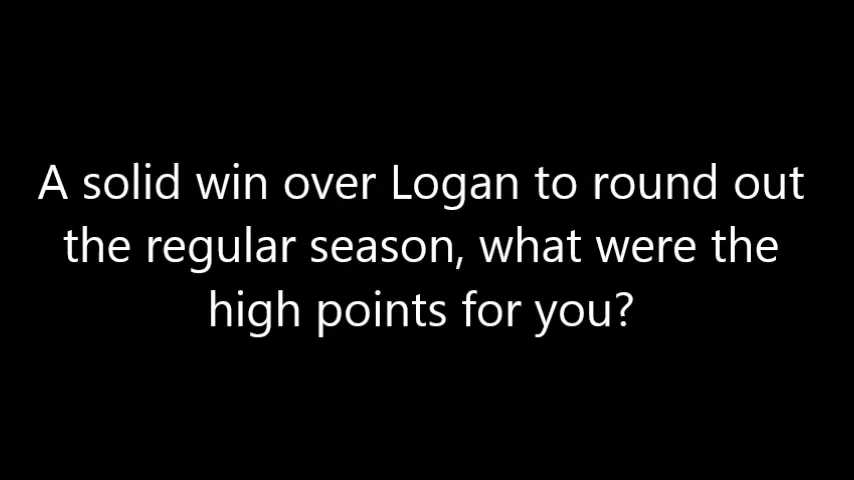 A solid win over Logan to round out
the regular season, what were the
high points for you?